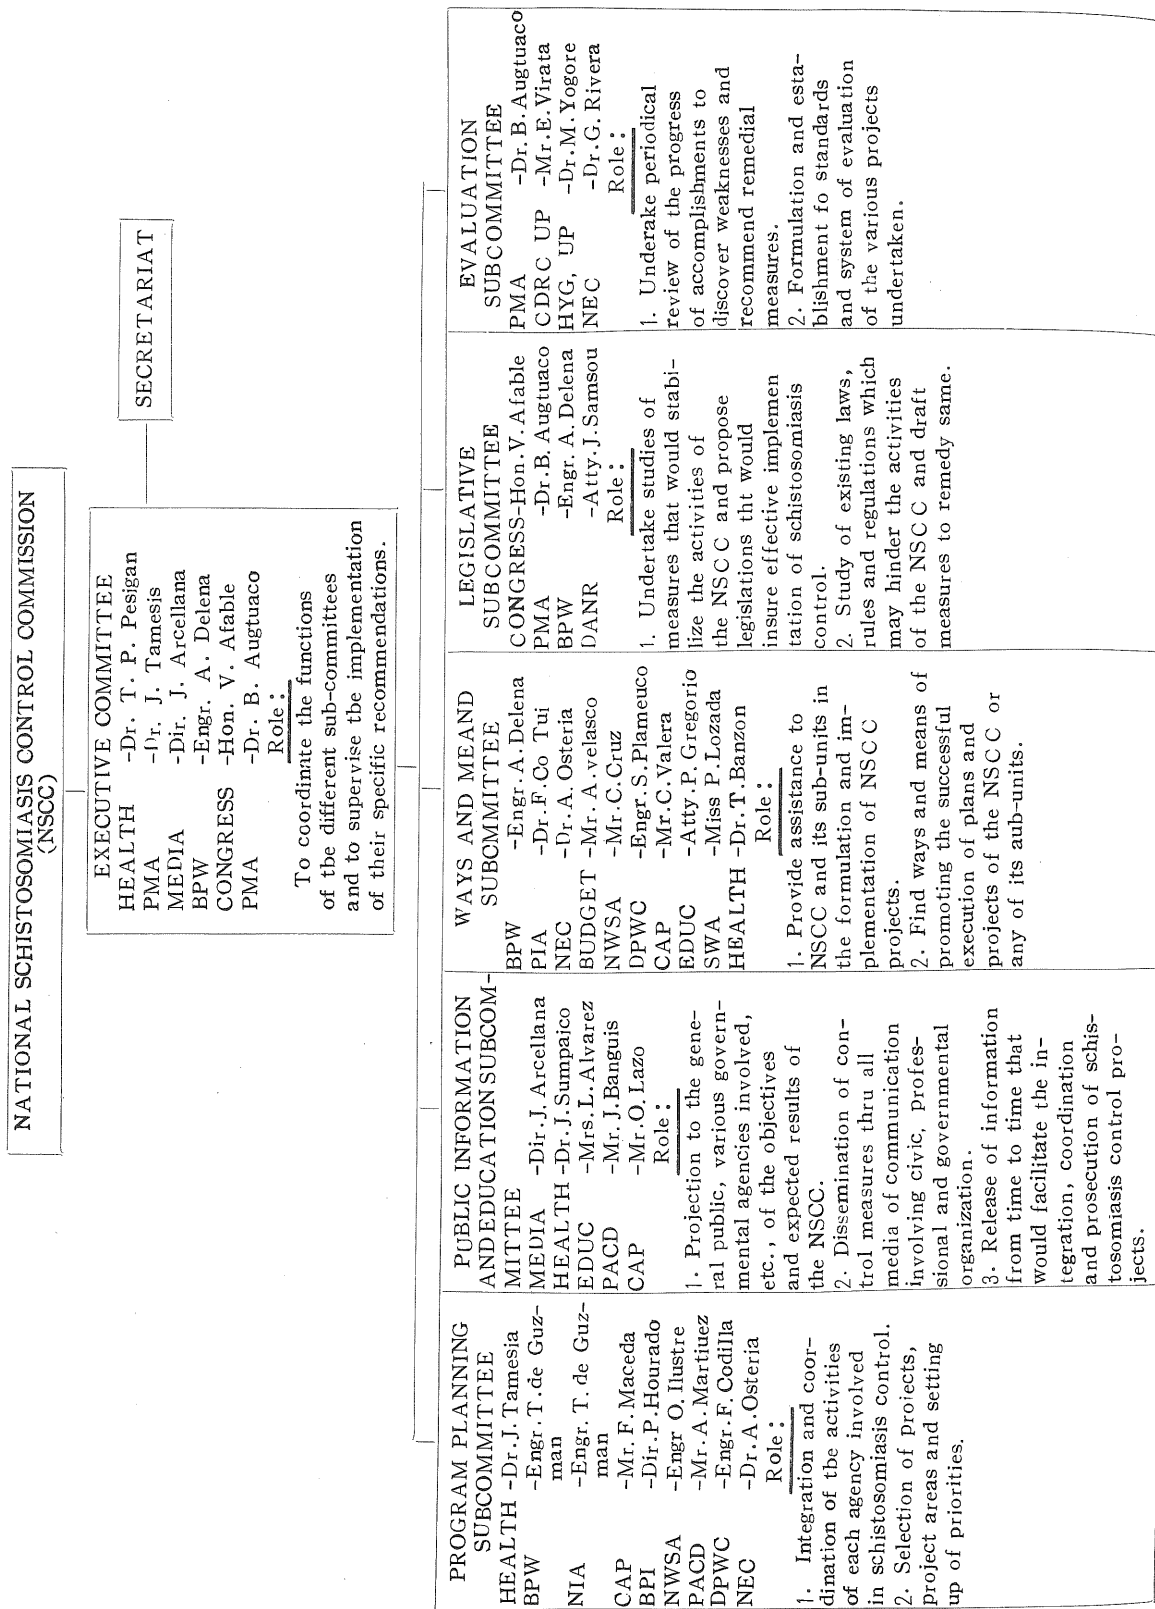 NATIONAL SCHISTOSOMIASIS CONTROL COMMISSION
(NSCC)
EXECUTIVE COMMITTEE
HEALTH -Dr. T. P. Pesigan
PMA -Dr. J. Tamesis
MEDIA -Dir. J. Arcellana
BPW -Engr. A. Delena
CONGRESS -Hon. V. Afable
PMA -Dr. B. Augtuaco
Role:
To coordinate the functions
of tbe different sub-committees
and to supervise tbe implementation
of their specific recommendations.
SECRETARIAT
PROGRAM PLANNING
SUBCOMMITTEE
HEALTH -Dr.J.Tamesia
BPW -Engr.T.de Guz-
man
NIA -Engr. T. de Guz-
man
CAP -Mr. F. Maceda
BPI -Dir.P.Hourado
NWSA -Engr O.Ilustre
PACD -Mr.A.Martiuez
DPWC -Engr.F.Codilla
NEC -Dr.A.Osteria
Role:
1. Integration and coor-
dination of tbe activities
of each agency involved
in schistosomiasis control.
2. Selection of proiects,
project areas and setting
up of priorities.
PUBLIC INFORMATION
AND EDUCATION SUBCOM-
MITTEE
MEDIA -Dir.J.Arcellana
HEALTH -Dr.J.Sumpaico
EDUC -Mrs.L.Alvarez
PACD -Mr.J.Banguis
CAP -Mr.O.Lazo
Role:
1. Projection to the gene-
ral public, various govern-
mental agencies involved,
etc., of the objectives
and expected results of
the NSCC.
2. Dissemination of con-
trol measures thru all
media of communication
involving civic, profes-
sional and governmental
organization.
3. Release of information
from time to time that
would facilitate the in-
tegration, coordination
and prosecution of schis-
tosomiasis control pro-
jects.
WAYS AND MEAND
SUBCMMITTEE
BPW -Engr.A.Delena
PIA -Dr.F.Co Tui
NEC -Dr.A.Osteria
BUDGET -Mr.A.velasco
NWSA -Mr.C.Cruz
DPWC -Engr.S.Plameuco
CAP -Mr.C.Valera
EDUC -Atty.P.Gregorio
SWA -Miss P.Lozada
HEALTH -Dr.T.Banzon
Role:
1. Provide assistance to
NSCC and its sub-units in
the formulation and im-
plementation of NSCC
projects.
2. Find ways and means of
promoting the successful
execution of plans and
projects of the NSCC or
any of its aub-units.
LEGISLATIVE
SUBCOMMITTEE
CONGRESS-Hon.V.Afable
PMA -Dr.B.Augtuaco
BPW -Engr.A.Delena
DANR -Atty.J.Samsou
Role:
1. Undertake studies of
measures that would stabi-
lize the activities of
the NSCC and propose
legislations tht would
insure effective implemen
tation of schistosomiasis
control.
2. Study of existing laws,
rules and regulations which
may hinder the activities
of the NSCC and draft
measures to remedy same.
EVALUATION
SUBCOMMITTEE
PMA -Dr.B.Augtuaco
CDRC UP -Mr.E.Virata
HYG, UP -Dr.M.Yogore
NEC -Dr.G.Rivera
Role:
1. Underake periodical
review of the progress
of accomplishments to
discover weaknesses and
recommend remedial
measures.
2. Formulation and esta-
blishment fo standards
and system of evaluation
of the various projects
undertaken.